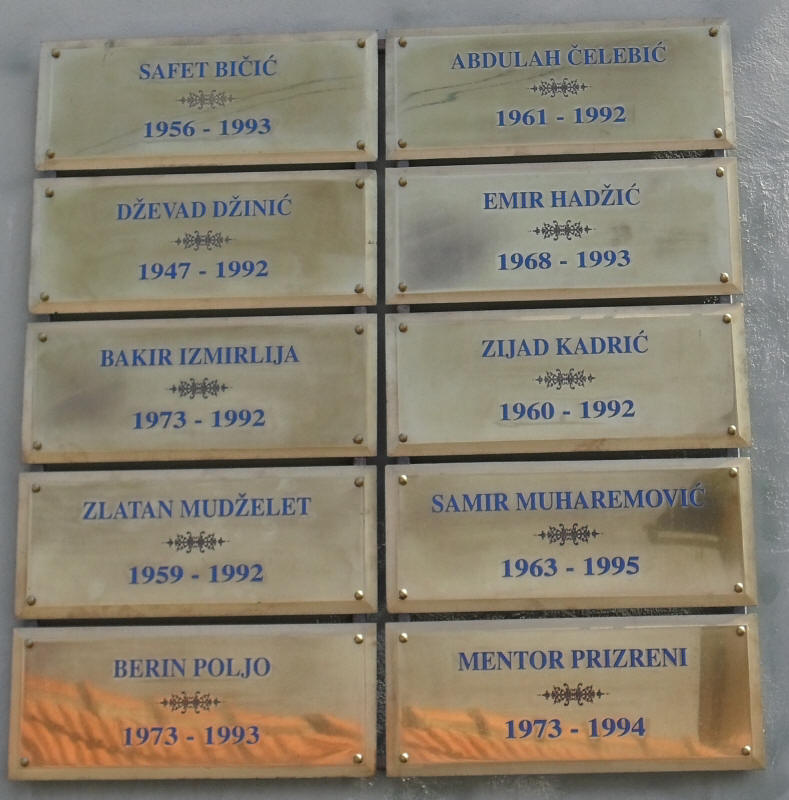 SAFET BIČIĆ
1956 - 1993
ABDULAH ČELEBIĆ
1961 - 1992
DŽEVAD DŽINIĆ
1947 - 1992
EMIR HADŽIĆ
1968 - 1993
BAKIR IZMIRLIJA
1973 - 1992
ZIJAD KADRIĆ
1960 - 1992
ZLATAN MUDŽELET
1959 - 1992
SAMIR MUHAREMOVIĆ
1963 - 1995
BERIN POLJO
1973 - 1993
MENTOR PRIZRENI
1973 - 1994